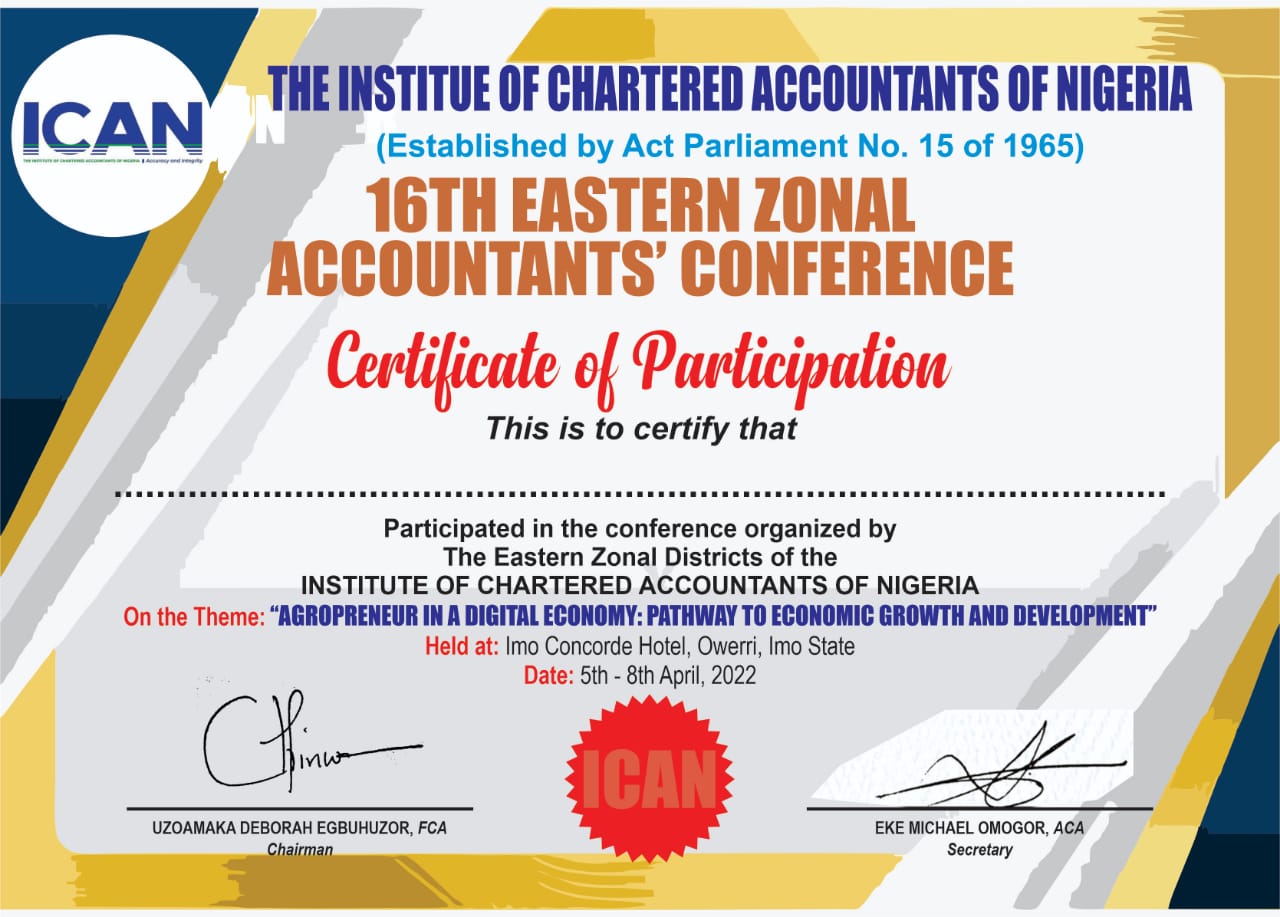 ICAN
THE INSTITUTE OF CHARTERED ACCOUNTANTS OF NIGERIA | Accuracy and Integrity
THE INSTITUE OF CHARTERED ACCOUNTANTS OF NIGERIA
(Established by Act Parliament No. 15 of 1965)
16TH EASTERN ZONAL
ACCOUNTANTS' CONFERENCE
Certificate of Participation
This is to certify that
Participated in the conference organized by
The Eastern Zonal Districts of the
INSTITUTE OF CHARTERED ACCOUNTANTS OF NIGERIA
On the Theme: “AGROPRENEUR IN A DIGITAL ECONOMY: PATHWAY TO ECONOMIC GROWTH AND DEVELOPMENT”
Held at: Imo Concorde Hotel, Owerri, Imo State
Date: 5th - 8th April, 2022
ICAN
UZOAMAKA DEBORAH EGBUHUZOR, FCA
Chairman
EKE MICHAEL OMOGOR, ACA
Secretary